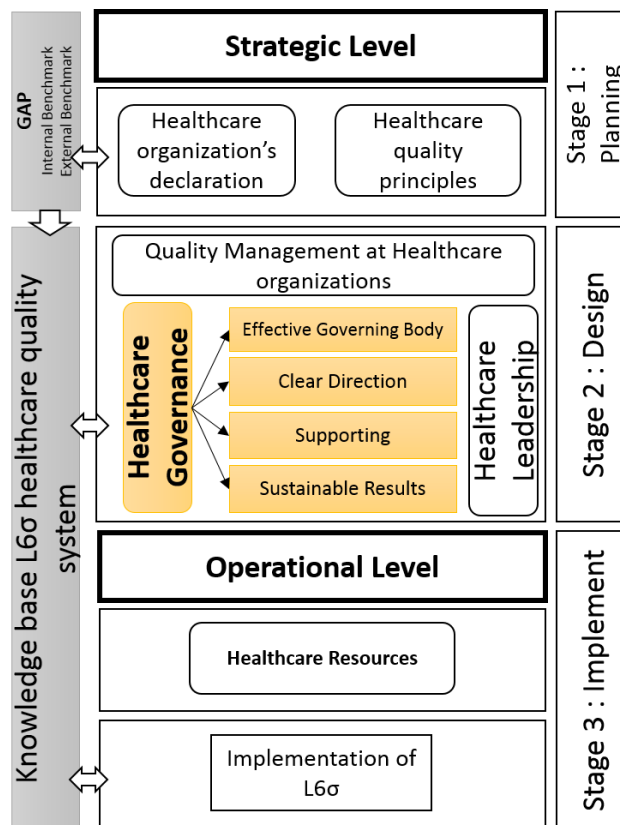 Strategic Level
Stage 1 :
Planning
GAP
Internal Benchmark
External Benchmark
Healthcare
organization's
declaration
Healthcare
quality
principles
Knowledge base L6σ healthcare quality
system
Quality Management at Healthcare
organizations
Healthcare
Governance
Effective Governing Body
Clear Direction
Supporting
Sustainable Results
Healthcare
Leadership
Stage 2 : Design
Operational Level
Healthcare Resources
Implementation of
L6σ
Stage 3 : Implement